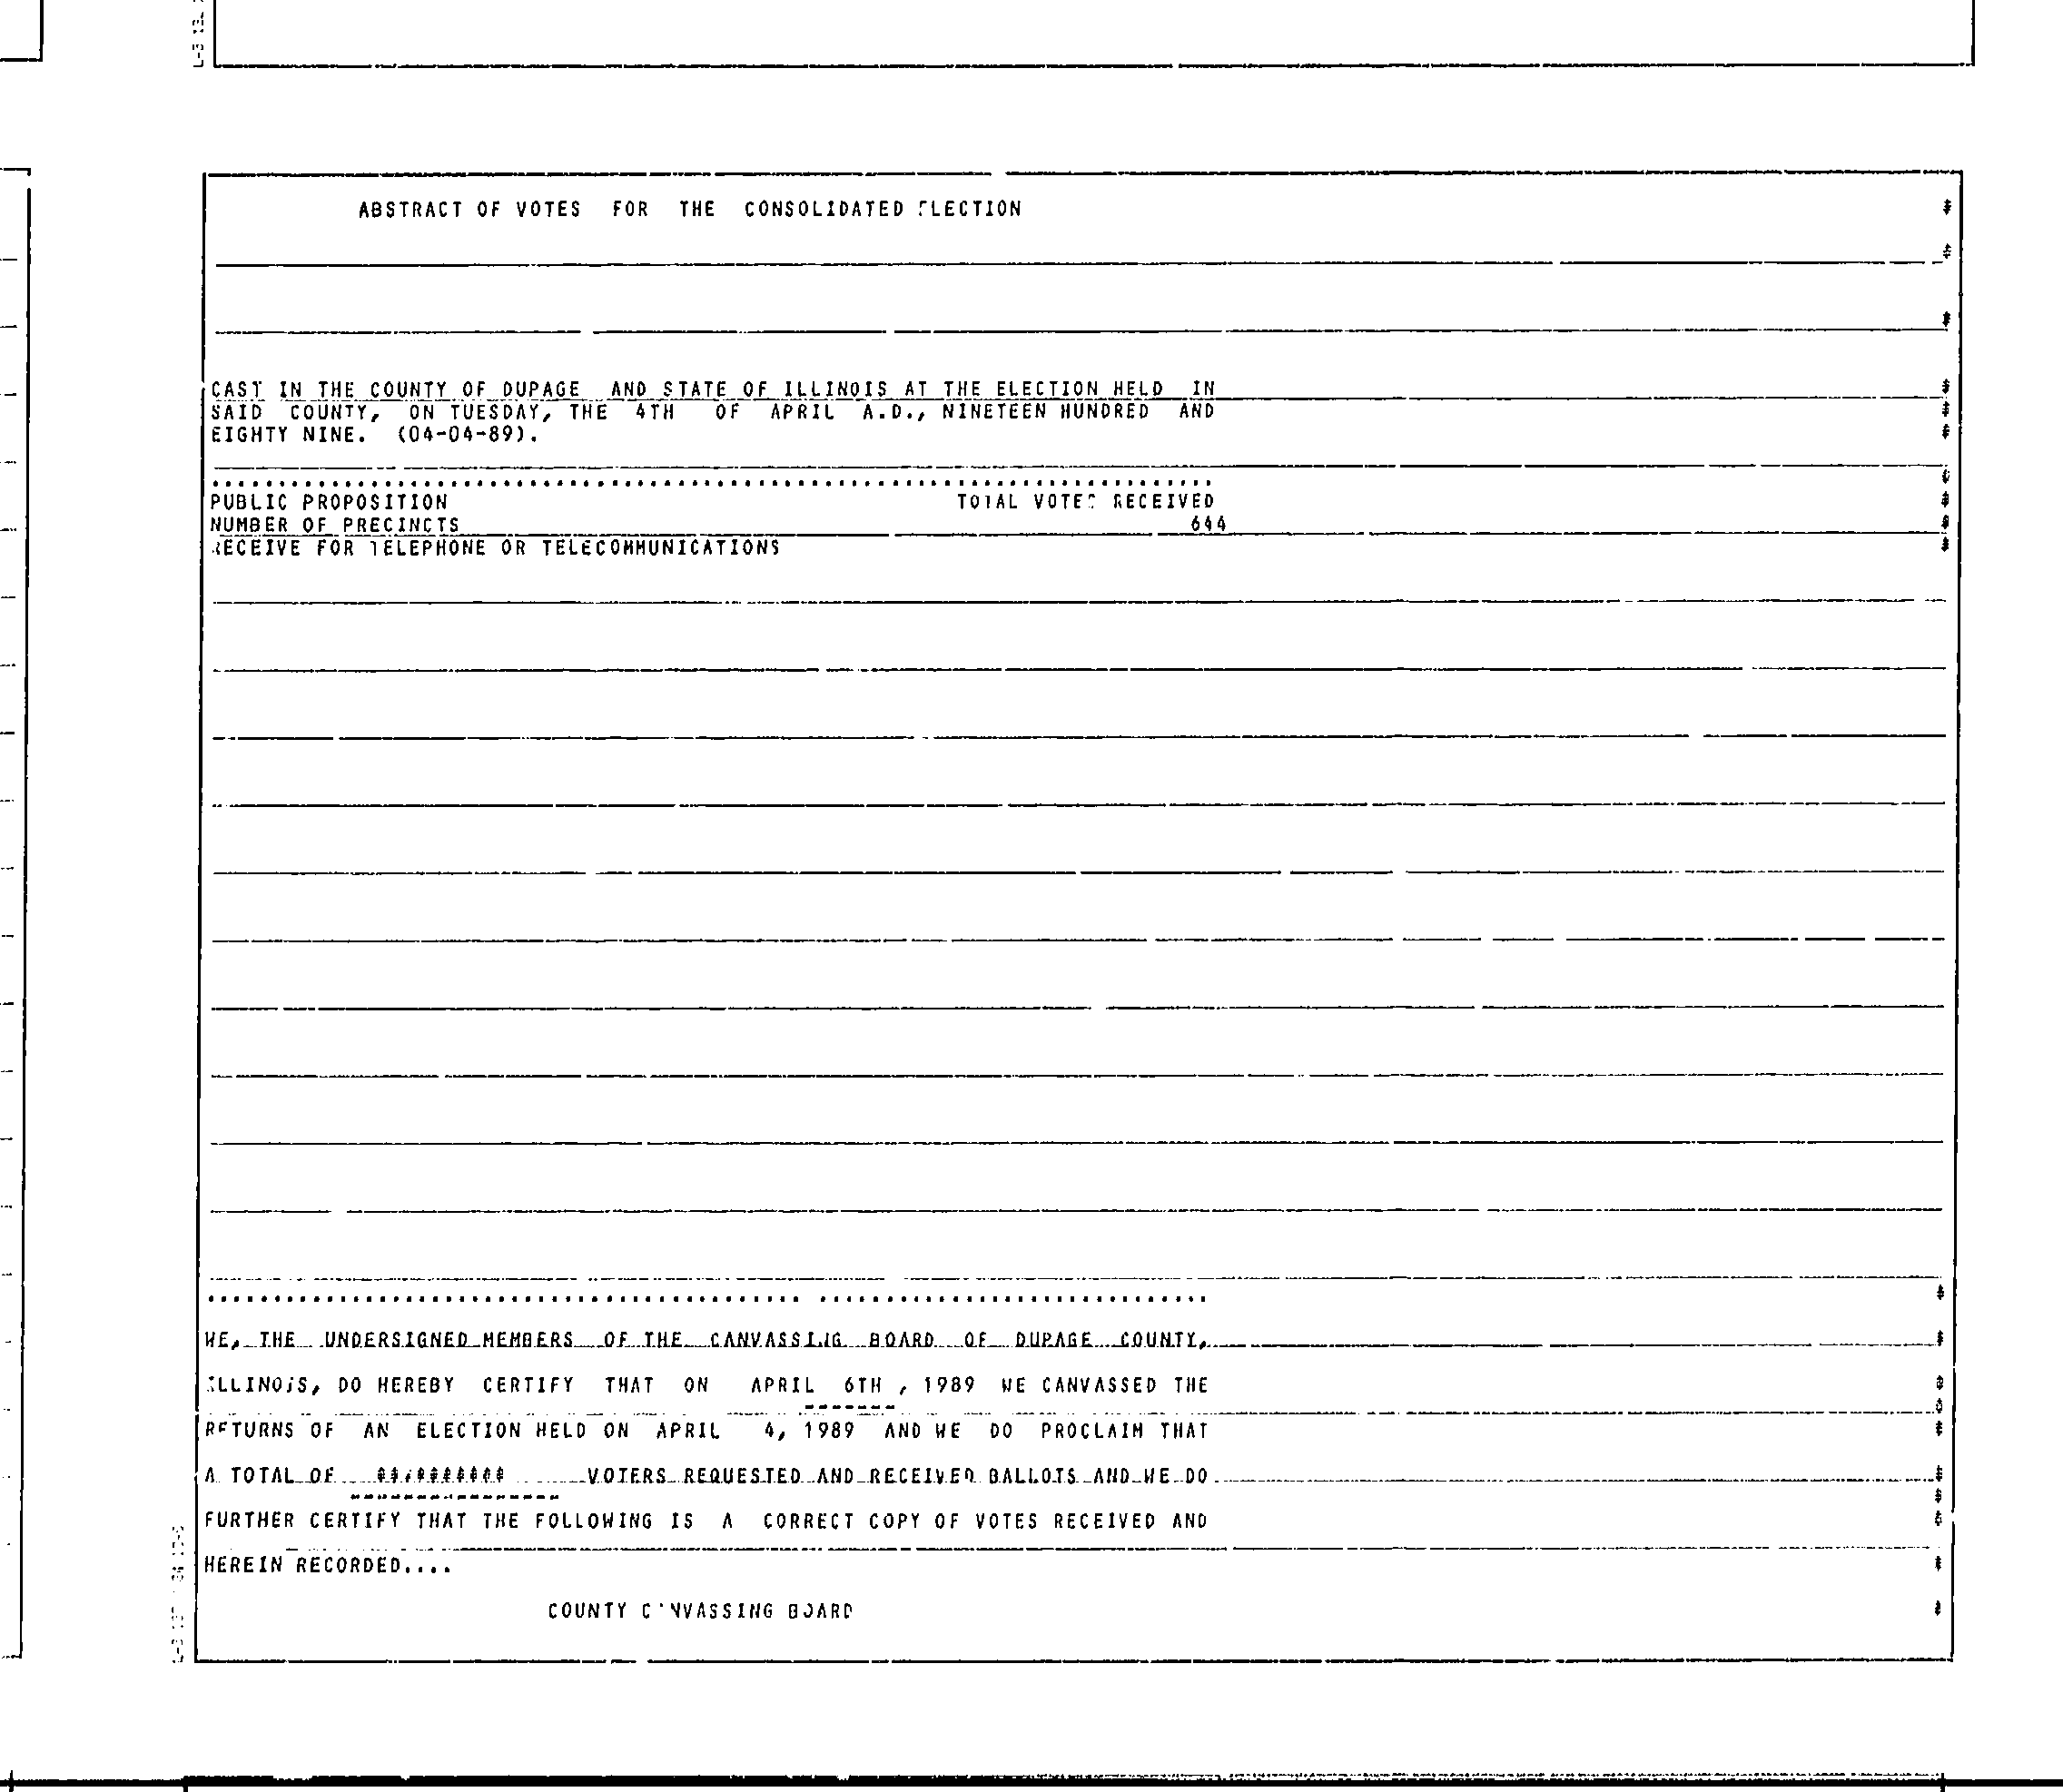 ABSTRACT OF VOTES FOR THE CONSOLIDATED ELECTION
CAST IN THE COUNTY OF DUPAGE AND STATE OF ILLINOIS AT THE ELECTION HELD IN
SAID COUNTY, ON TUESDAY, THE 4TH OF APRIL A.D., NINETEEN HUNDRED AND
EIGHTY NINE. (04-04-89).
PUBLIC PROPOSITION TOTAL VOTES RECEIVED
NUMBER OF PRECINCTS 644
RECEIVE FOR TELEPHONE OR TELECOMMUNICATIONS
WE, THE UNDERSIGNED MEMBERS OF THE CANVASSING BOARD OF DUPAGE COUNTY,
ILLINOIS, DO HEREBY CERTIFY THAT ON APRIL 6TH , 1989 WE CANVASSED THE
RETURNS OF AN ELECTION HELD ON APRIL 4, 1989 AND WE DO PROCLAIM THAT
A TOTAL OF ##,####### VOTERS REQUESTED AND RECEIVED BALLOTS AND WE DO
FURTHER CERTIFY THAT THE FOLLOWING IS A CORRECT COPY OF VOTES RECEIVED AND
HEREIN RECORDED....
COUNTY CANVASSING BOARD